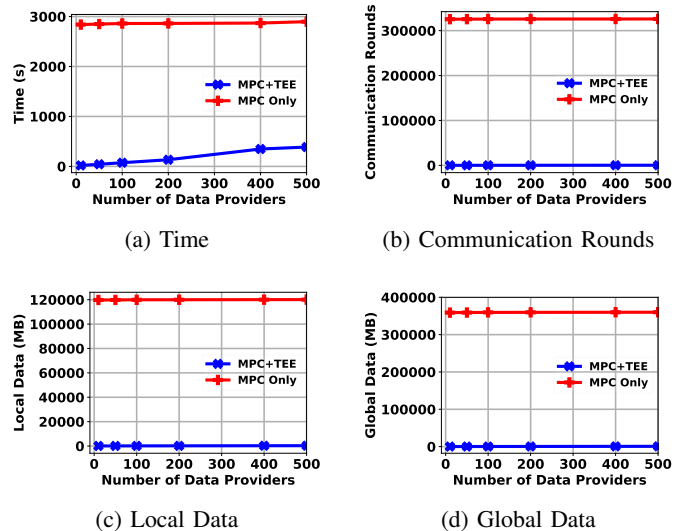 3000
2000
1000
0
Time (s)
MPC+TEE
MPC Only
0 100 200 300 400 500
Number of Data Providers
(a) Time
300000
200000
100000
0
Communication Rounds
MPC+TEE
MPC Only
0 100 200 300 400 500
Number of Data Providers
(b) Communication Rounds
120000
100000
80000
60000
40000
20000
0
Local Data (MB)
MPC+TEE
MPC Only
0 100 200 300 400 500
Number of Data Providers
(c) Local Data
400000
300000
200000
100000
0
Global Data (MB)
MPC+TEE
MPC Only
0 100 200 300 400 500
Number of Data Providers
(d) Global Data